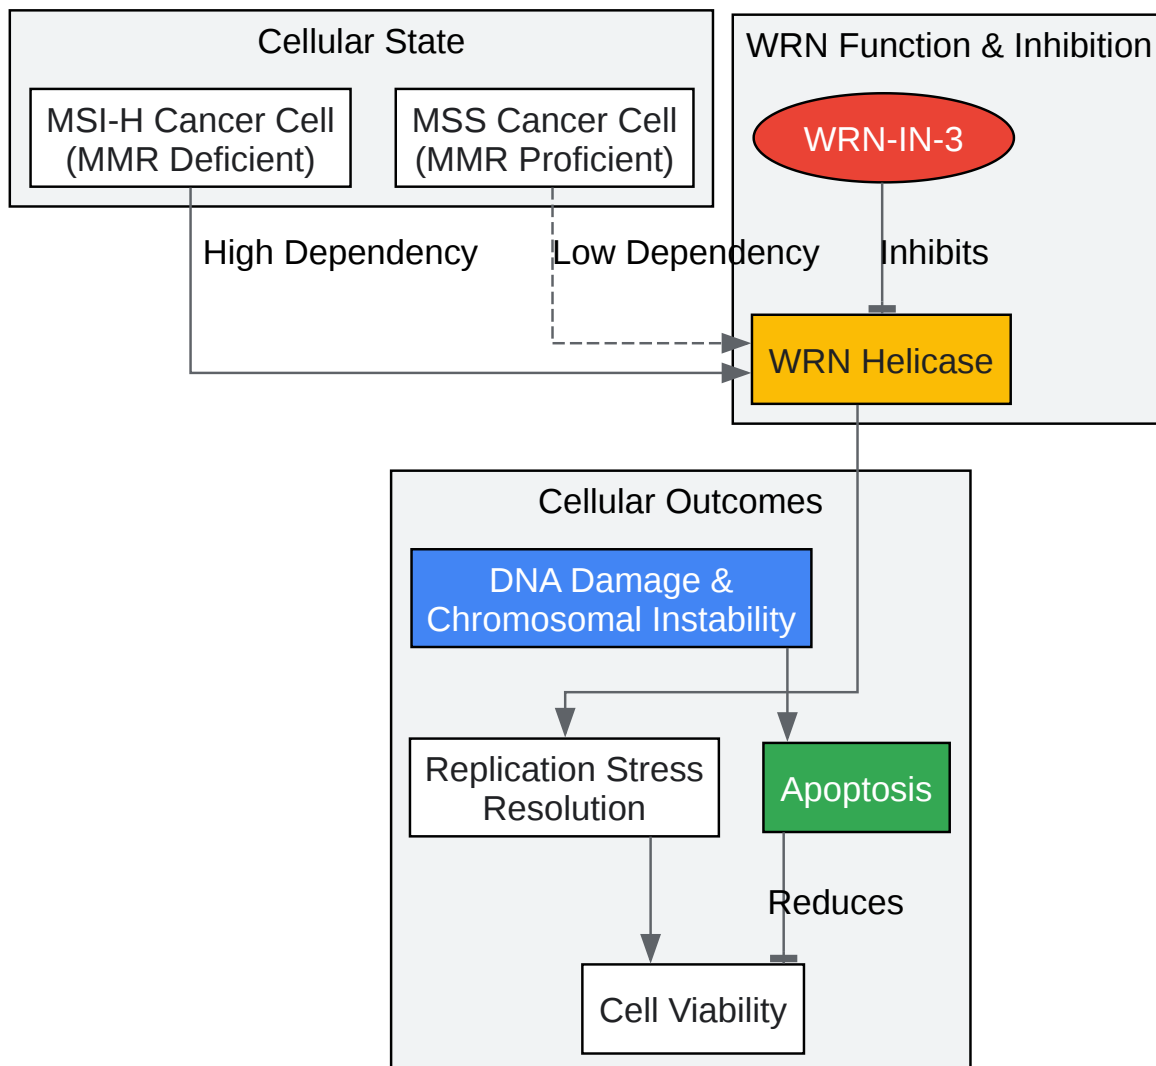 Cellular State
WRN Function & Inhibition
MSI-H Cancer Cell
(MMR Deficient)
MSS Cancer Cell
(MMR Proficient)
WRN-IN-3
High Dependency
Low Dependency
Inhibits
WRN Helicase
Cellular Outcomes
DNA Damage &
Chromosomal Instability
Replication Stress
Resolution
Apoptosis
Reduces
Cell Viability